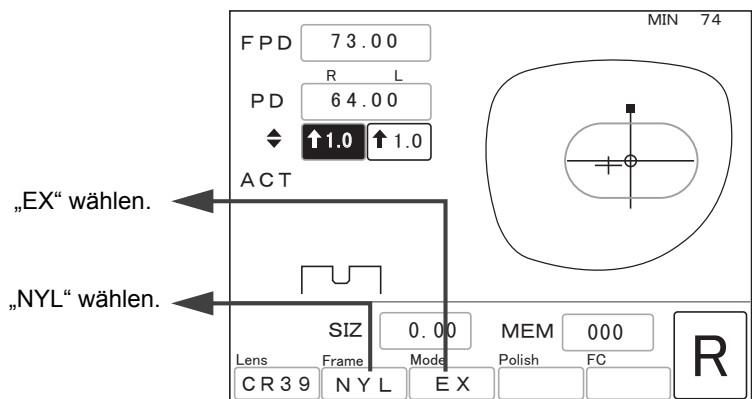 MIN 74
FPD 73.00
R L
PD 64.00
1.0 1.0
ACT
„EX“ wählen.
„NYL“ wählen.
SIZ 0.00 MEM 000
Lens Frame Mode Polish FC
CR39 NYL EX
R